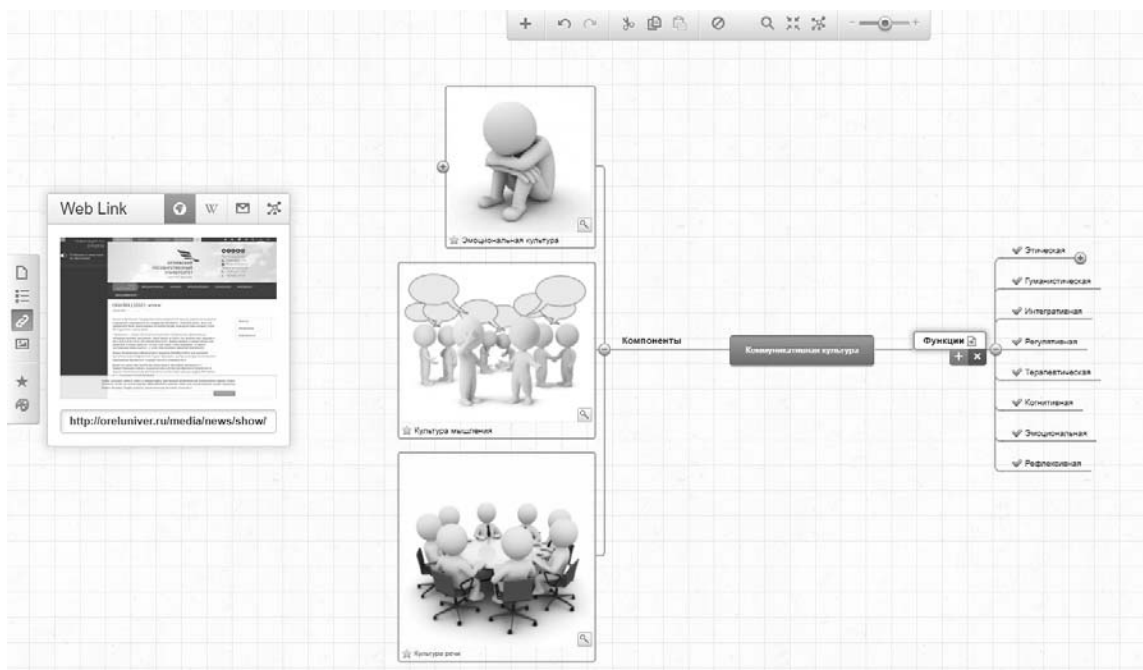 Web Link
W
http://oreluniver.ru/media/news/show/
Эмоциональная культура
Культура мышления
Культура речи
Компоненты
Коммуникативная культура
Функции
Этическая
Гуманистическая
Интегративная
Регулятивная
Терапевтическая
Когнитивная
Эмоциональная
Рефлексивная